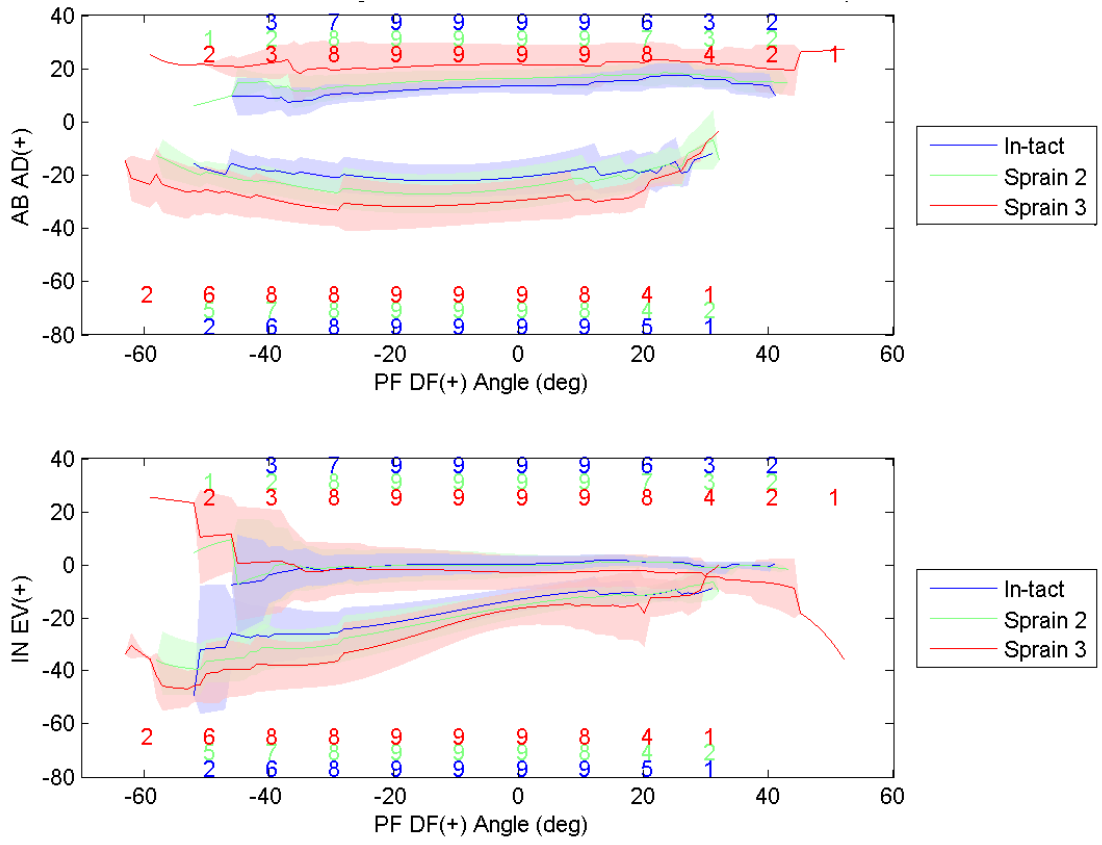 40
3 7 9 9 9 9 6 3 2
1 2 8 9 9 9 9 7 3 2
2 3 8 9 9 9 9 8 4 2 1
20
0
-20
-40
-60
-80
AB AD(+)
2 6 8 8 9 9 9 8 4 1
5 7 8 9 9 9 8 4 2
2 6 8 9 9 9 9 5 1
-60 -40 -20 0 20 40 60
PF DF(+) Angle (deg)
In-tact
Sprain 2
Sprain 3
40
3 7 9 9 9 9 6 3 2
1 2 8 9 9 9 9 7 3 2
2 3 8 9 9 9 9 8 4 2 1
20
0
-20
-40
-60
-80
IN EV(+)
2 6 8 8 9 9 9 8 4 1
5 7 8 9 9 9 8 4 2
2 6 8 9 9 9 9 5 1
-60 -40 -20 0 20 40 60
PF DF(+) Angle (deg)
In-tact
Sprain 2
Sprain 3